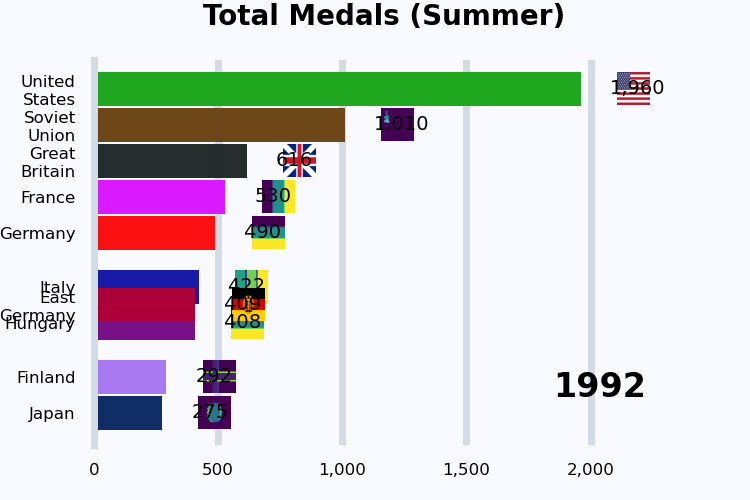 Total Medals (Summer)
United
States
1,960
Soviet
Union
1,010
Great
Britain
616
France
530
Germany
490
Italy
422
East
Germany
409
Hungary
408
Finland
292
Japan
275
1992
0
500
1,000
1,500
2,000